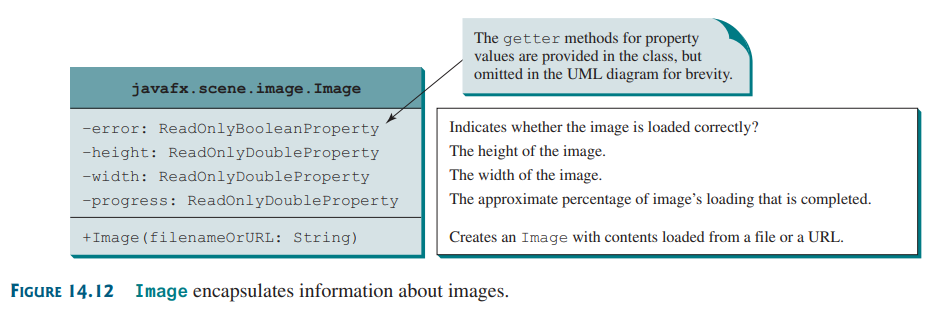 The getter methods for property
values are provided in the class, but
omitted in the UML diagram for brevity.
javafx.scene.image.Image
-error: ReadOnlyBooleanProperty
-height: ReadOnlyDoubleProperty
-width: ReadOnlyDoubleProperty
-progress: ReadOnlyDoubleProperty
+Image(filenameOrURL: String)
Indicates whether the image is loaded correctly?
The height of the image.
The width of the image.
The approximate percentage of image’s loading that is completed.
Creates an Image with contents loaded from a file or a URL.
FIGURE 14.12 Image encapsulates information about images.